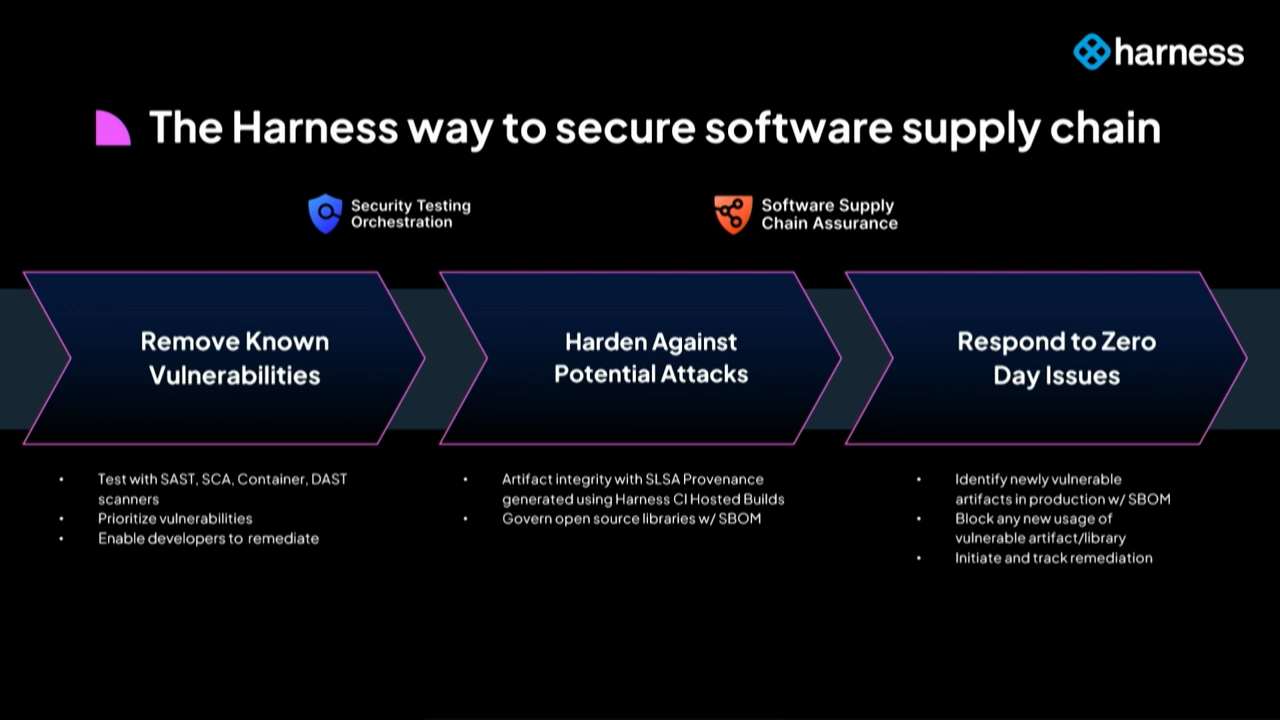 harness
The Harness way to secure software supply chain
Security Testing
Orchestration
Software Supply
Chain Assurance
Remove Known
Vulnerabilities
Harden Against
Potential Attacks
Respond to Zero
Day Issues
• Test with SAST, SCA, Container, DAST
scanners
• Prioritize vulnerabilities
• Enable developers to remediate
• Artifact integrity with SLSA Provenance
generated using Harness CI Hosted Builds
• Govern open source libraries w/ SBOM
• Identify newly vulnerable
artifacts in production w/ SBOM
• Block any new usage of
vulnerable artifact/library
• Initiate and track remediation